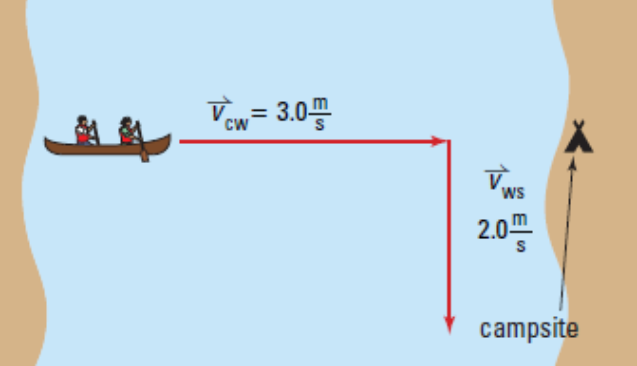 v⃗cw = 3.0 m/s
v⃗ws
2.0 m/s
campsite